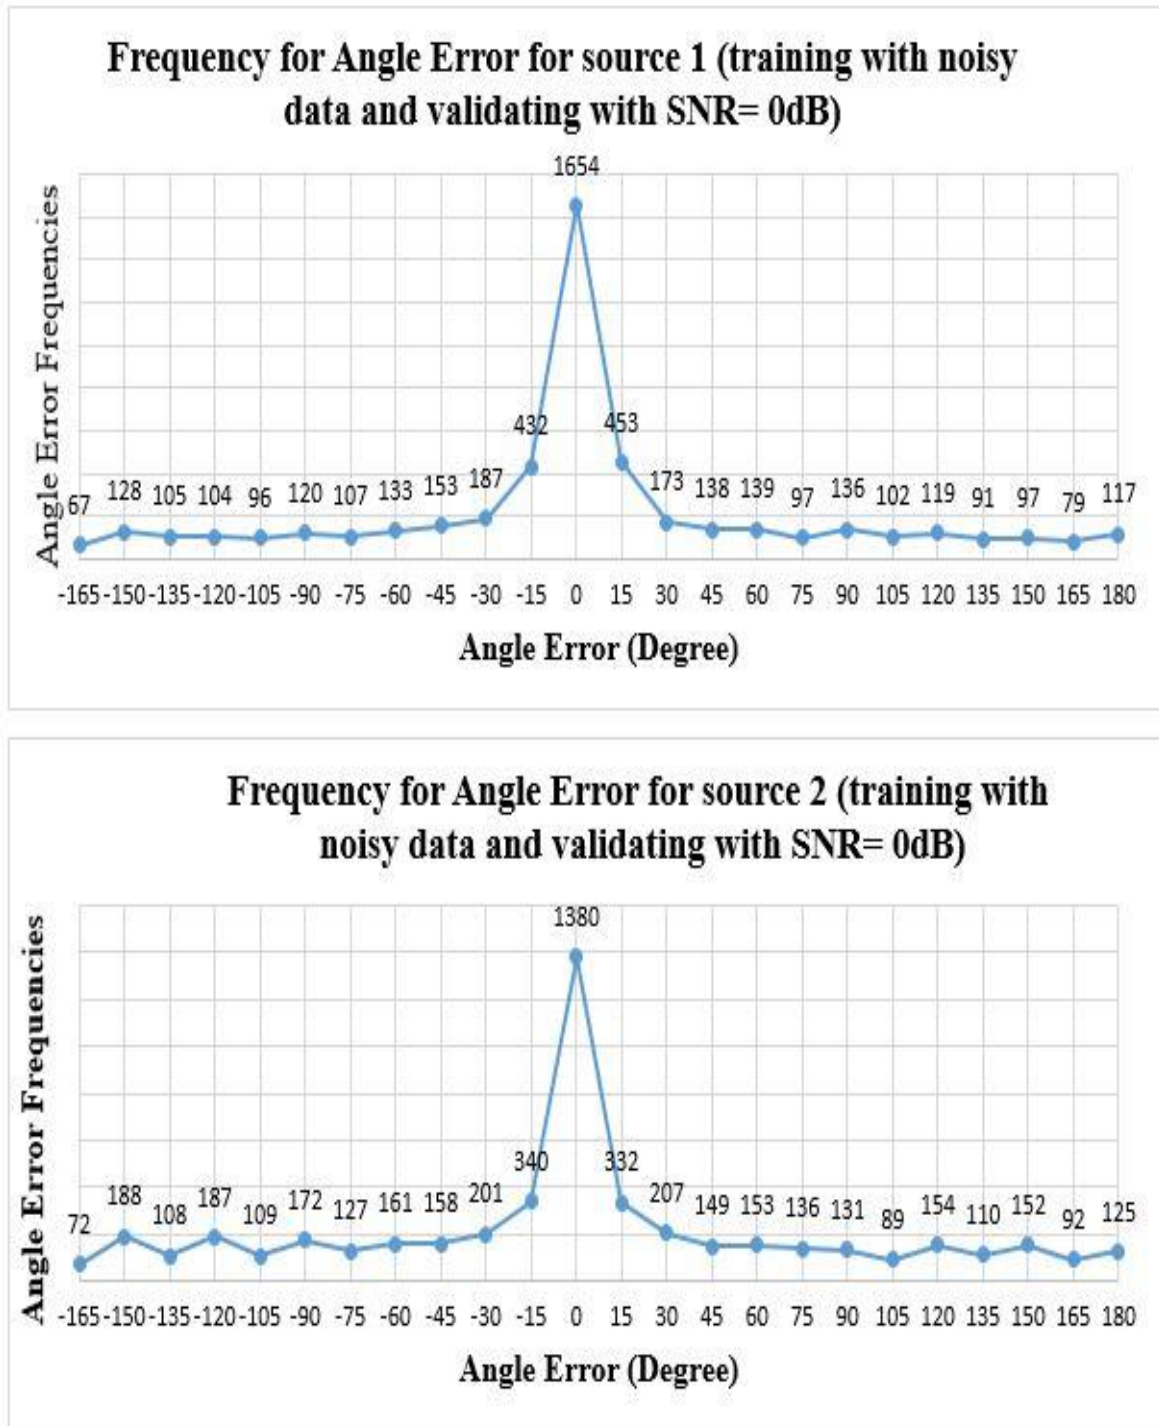 Frequency for Angle Error for source 1 (training with noisy
data and validating with SNR= 0dB)
Angle Error Frequencies
1654
67 128 105 104 96 120 107 133 153 187 432 453 173 138 139 97 136 102 119 91 97 79 117
-165 -150 -135 -120 -105 -90 -75 -60 -45 -30 -15 0 15 30 45 60 75 90 105 120 135 150 165 180
Angle Error (Degree)
Frequency for Angle Error for source 2 (training with
noisy data and validating with SNR= 0dB)
Angle Error Frequencies
1380
72 188 108 187 109 172 127 161 158 201 340 332 207 149 153 136 131 89 154 110 152 92 125
-165 -150 -135 -120 -105 -90 -75 -60 -45 -30 -15 0 15 30 45 60 75 90 105 120 135 150 165 180
Angle Error (Degree)